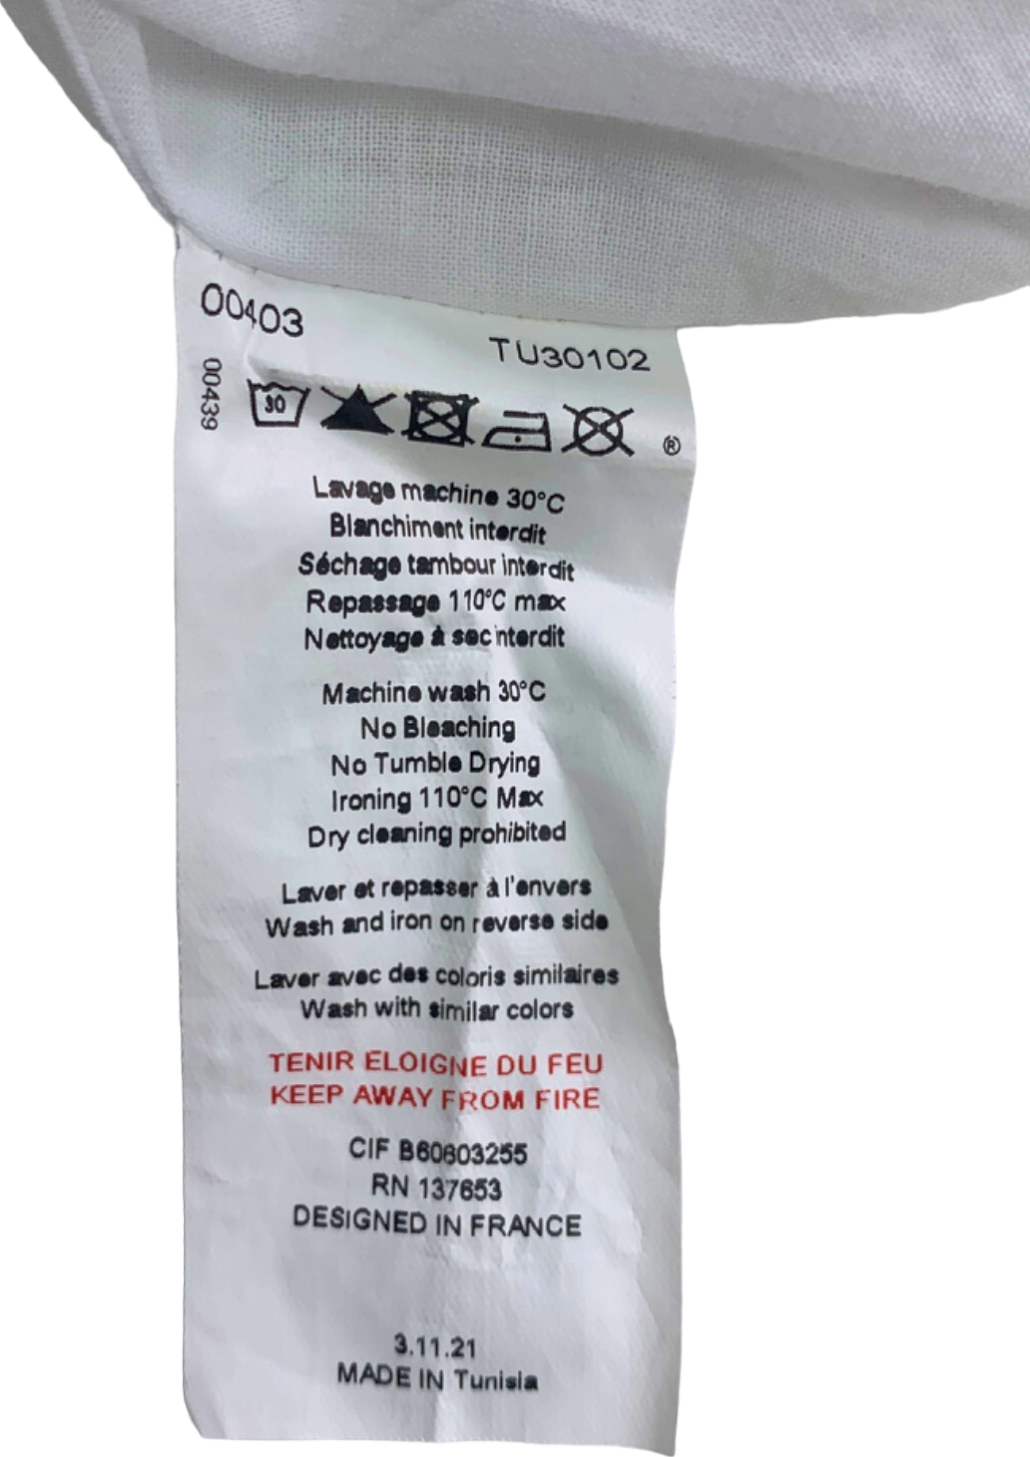 00403
TU30102
00439
30
®
Lavage machine 30°C
Blanchiment interdit
Séchage tambour interdit
Repassage 110°C max
Nettoyage à sec interdit
Machine wash 30°C
No Bleaching
No Tumble Drying
Ironing 110°C Max
Dry cleaning prohibited
Laver et repasser à l'envers
Wash and iron on reverse side
Laver avec des coloris similaires
Wash with similar colors
TENIR ELOIGNE DU FEU
KEEP AWAY FROM FIRE
CIF B60603255
RN 137653
DESIGNED IN FRANCE
3.11.21
MADE IN Tunisia